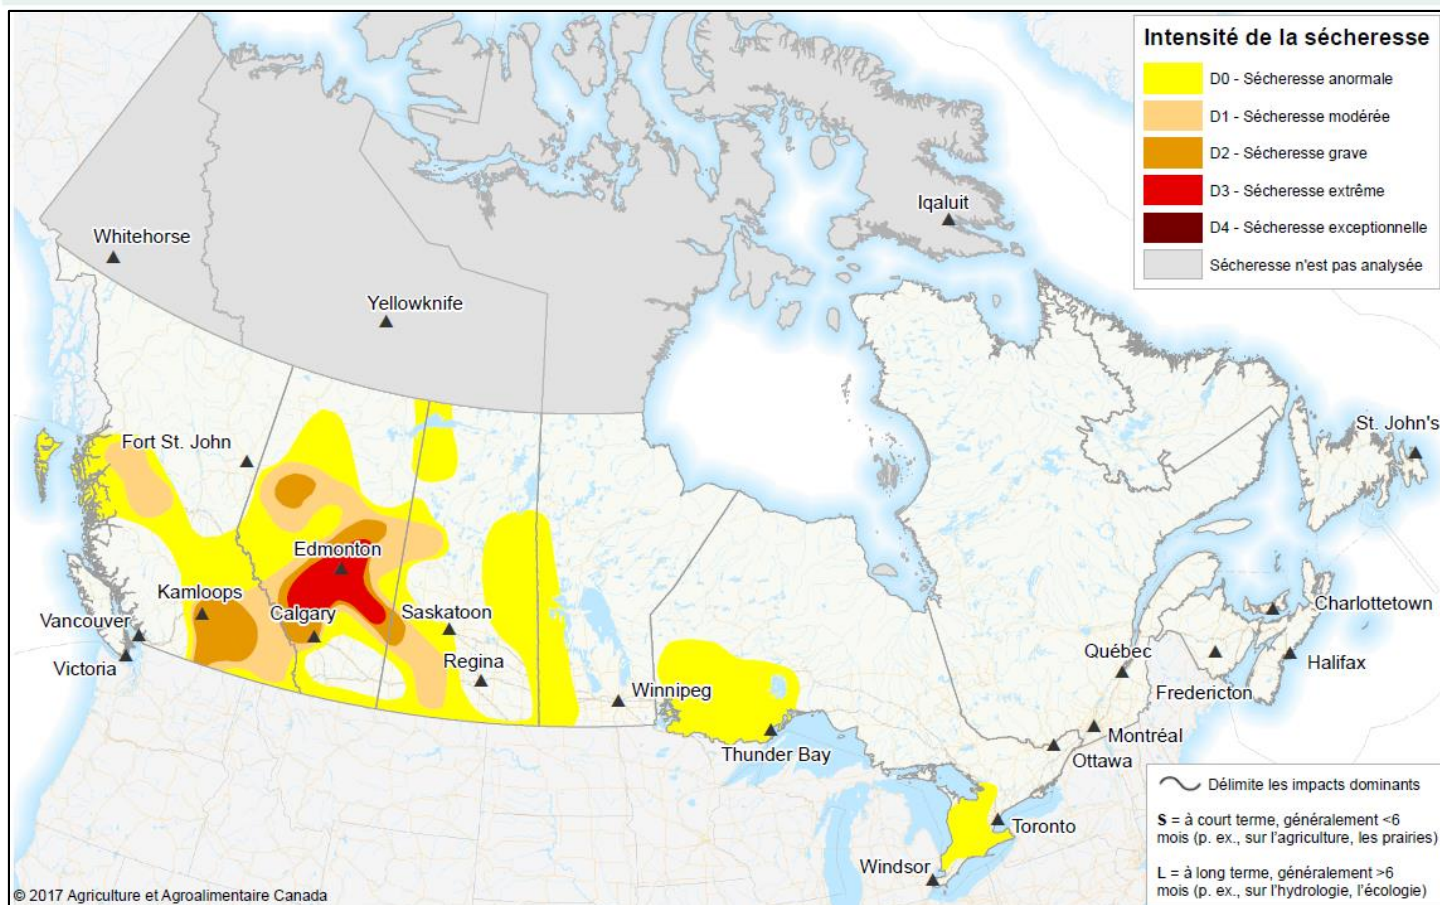 Intensité de la sécheresse
D0 - Sécheresse anormale
D1 - Sécheresse modérée
D2 - Sécheresse grave
D3 - Sécheresse extrême
D4 - Sécheresse exceptionnelle
Sécheresse n'est pas analysée
Iqaluit
Whitehorse
Yellowknife
Fort St. John
St. John's
Edmonton
Kamloops
Calgary
Saskatoon
Vancouver
Charlottetown
Victoria
Regina
Québec
Halifax
Winnipeg
Fredericton
Thunder Bay
Montréal
Ottawa
Toronto
Windsor
Délimite les impacts dominants
S = à court terme, généralement <6
mois (p. ex., sur l'agriculture, les prairies)
L = à long terme, généralement >6
mois (p. ex., sur l'hydrologie, l'écologie)
© 2017 Agriculture et Agroalimentaire Canada